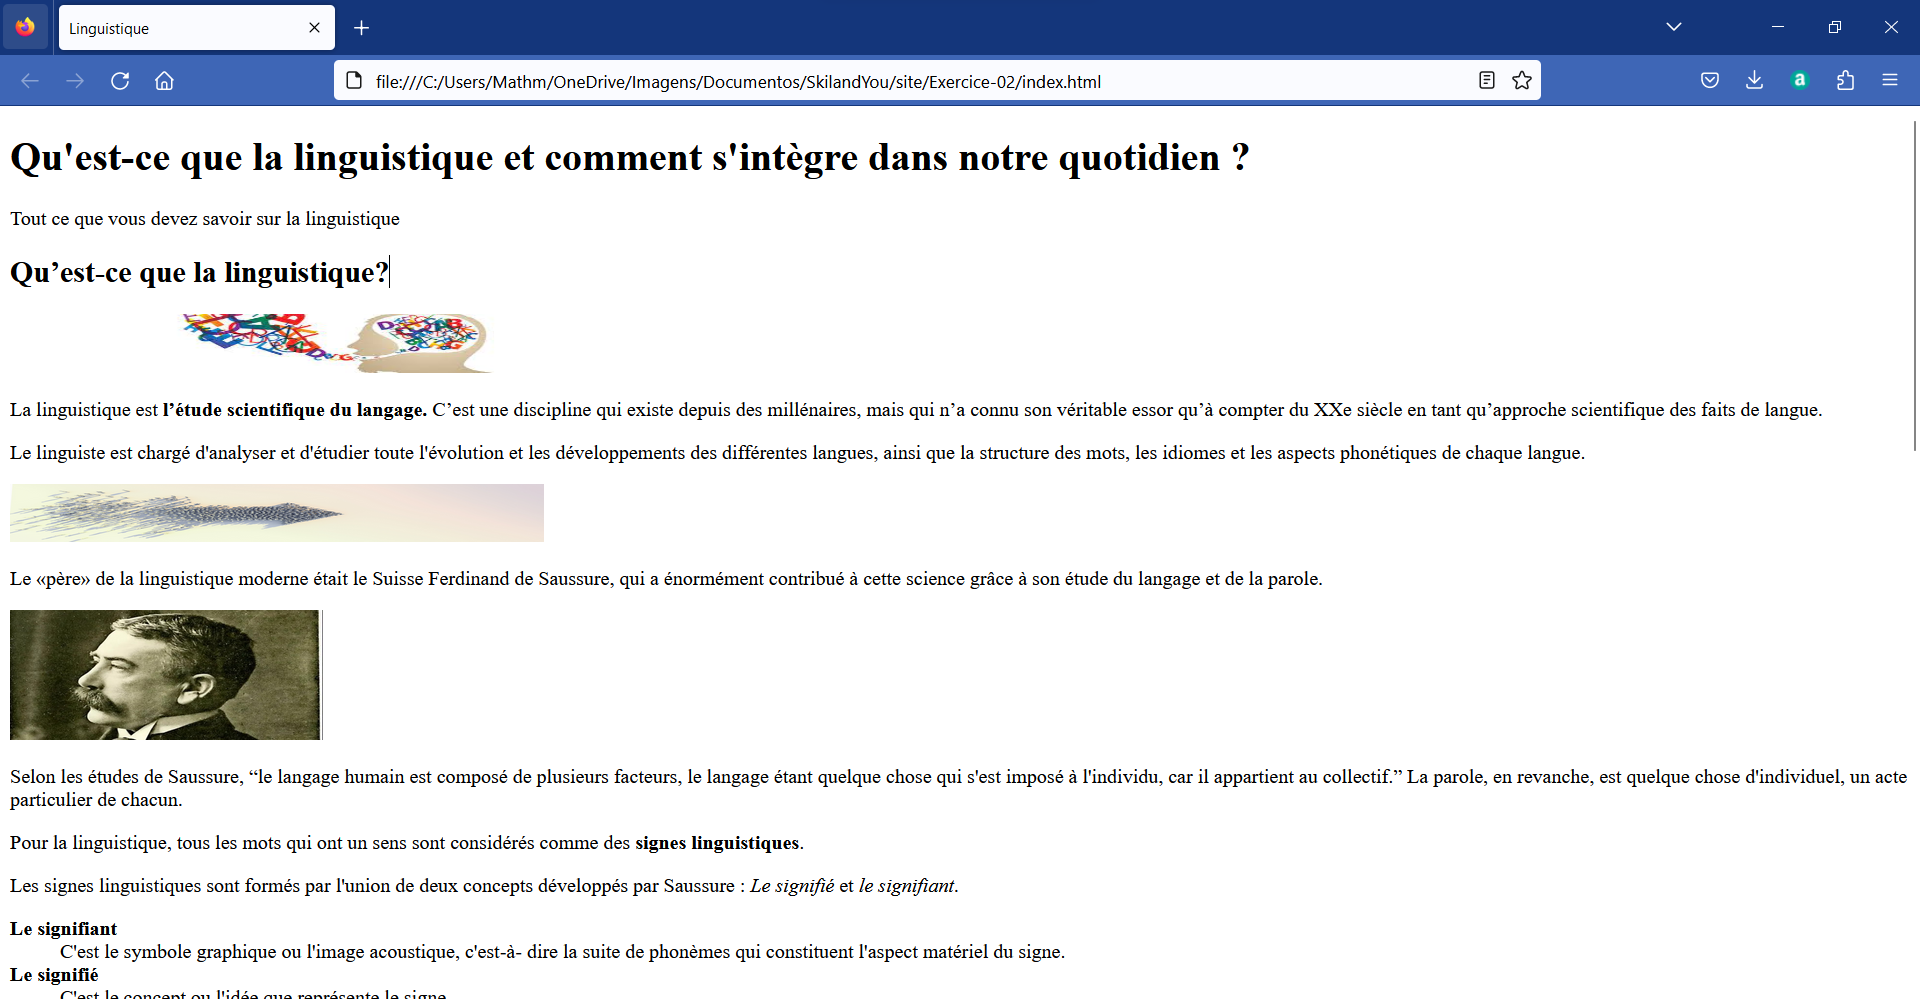 Linguistique
file:///C:/Users/Mathm/OneDrive/Imagens/Documentos/SkilandYou/site/Exercice-02/index.html
a
Qu'est-ce que la linguistique et comment s'intègre dans notre quotidien ?
Tout ce que vous devez savoir sur la linguistique
Qu’est-ce que la linguistique?
La linguistique est l’étude scientifique du langage. C’est une discipline qui existe depuis des millénaires, mais qui n’a connu son véritable essor qu’à compter du XXe siècle en tant qu’approche scientifique des faits de langue.
Le linguiste est chargé d'analyser et d'étudier toute l'évolution et les développements des différentes langues, ainsi que la structure des mots, les idiomes et les aspects phonétiques de chaque langue.
Le «père» de la linguistique moderne était le Suisse Ferdinand de Saussure, qui a énormément contribué à cette science grâce à son étude du langage et de la parole.
Selon les études de Saussure, “le langage humain est composé de plusieurs facteurs, le langage étant quelque chose qui s'est imposé à l'individu, car il appartient au collectif.” La parole, en revanche, est quelque chose d'individuel, un acte
particulier de chacun.
Pour la linguistique, tous les mots qui ont un sens sont considérés comme des signes linguistiques.
Les signes linguistiques sont formés par l'union de deux concepts développés par Saussure : Le signifié et le signifiant.
Le signifiant
C'est le symbole graphique ou l'image acoustique, c'est-à- dire la suite de phonèmes qui constituent l'aspect matériel du signe.
Le signifié
C'est le concept ou l'idée que représente le signe.